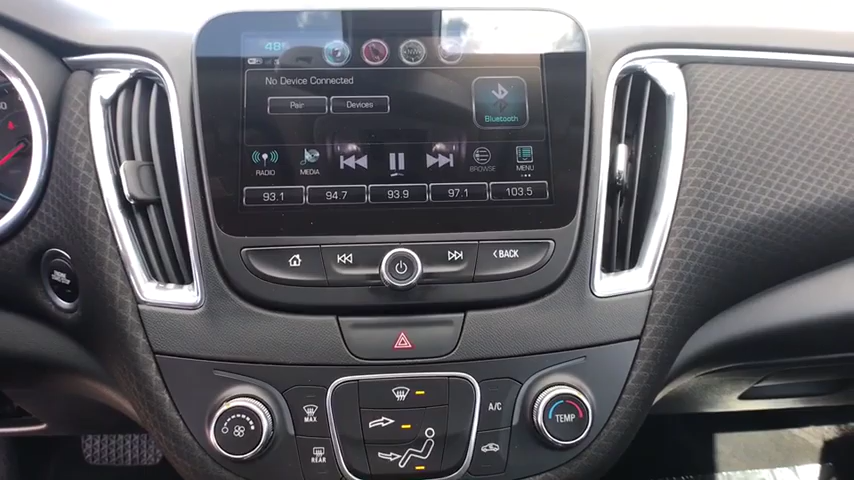 No Device Connected
Pair Devices
Bluetooth
RADIO MEDIA BROWSE MENU
93.1 94.7 93.9 97.1 103.5
BACK
MAX A/C TEMP
REAR